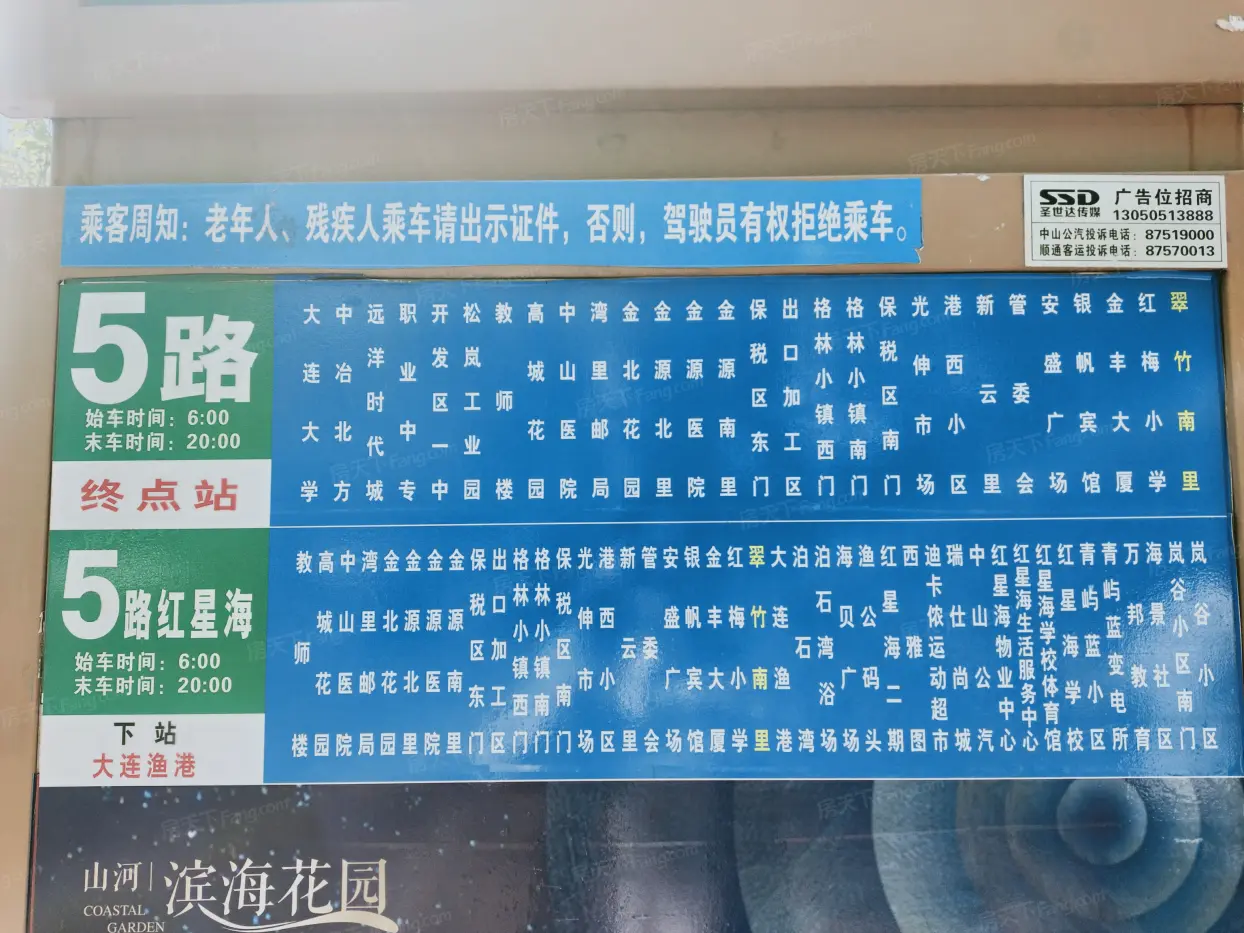 乘客周知：老年人、残疾人乘车请出示证件，否则，驾驶员有权拒绝乘车。
SSD 广告位招商
圣世达传媒 13050513888
中山公汽投诉电话：87519000
顺通客运投诉电话：87570013
5路
始车时间：6:00
末车时间：20:00
终点站
大连大学
中冶北方
远洋时代城
职业中专
开发区一中
松岚工业园
教师楼
高城花园
中山医院
湾里邮局
金北花园
金源北里
金源医院
金源南里
保税区东门
出口加工区
格林小镇西门
格林小镇南门
保税区南门
光伸市场
港西小区
新云里
管委会
安盛广场
银帆宾馆
金丰大厦
红梅小学
翠竹南里
5路红星海
始车时间：6:00
末车时间：20:00
下站
大连渔港
教师楼
高城花园
中山医院
湾里邮局
金北花园
金源北里
金源医院
金源南里
保税区东门
出口加工区
格林小镇西门
格林小镇南门
保税区南门
光伸市场
港西小区
新云里
管委会
安盛广场
银帆宾馆
金丰大厦
红梅小学
翠竹南里
大连渔港
泊石湾
泊石湾浴场
海贝广场
渔公码头
红星海二期
西雅图
迪卡侬运动超市
瑞仕尚城
中山公汽
红星海物业中心
红星海生活服务中心
红星海学校体育馆
红星海学校
青屿蓝小区
青屿蓝变电所
万邦教育
海景社区
岚谷小区南门
岚谷小区
山河 滨海花园
COASTAL
GARDEN